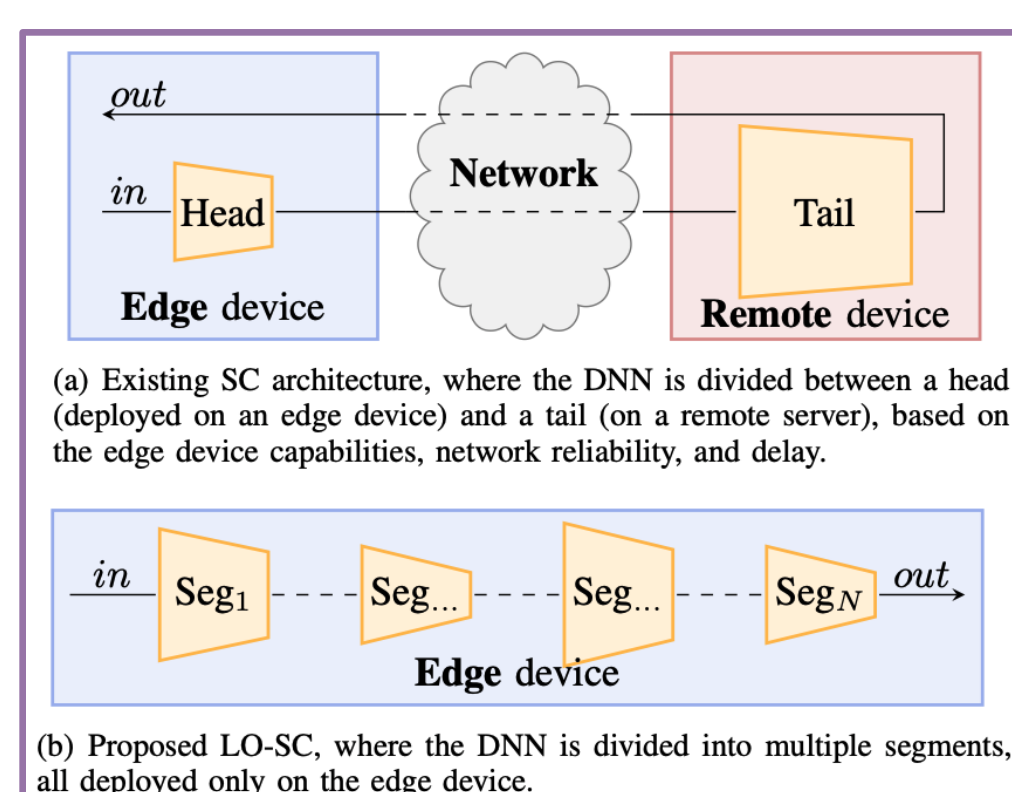 out
Network
in
Head
Tail
Edge device
Remote device
(a) Existing SC architecture, where the DNN is divided between a head
(deployed on an edge device) and a tail (on a remote server), based on
the edge device capabilities, network reliability, and delay.
in
Seg1
Seg...
Seg...
SegN
out
Edge device
(b) Proposed LO-SC, where the DNN is divided into multiple segments,
all deployed only on the edge device.